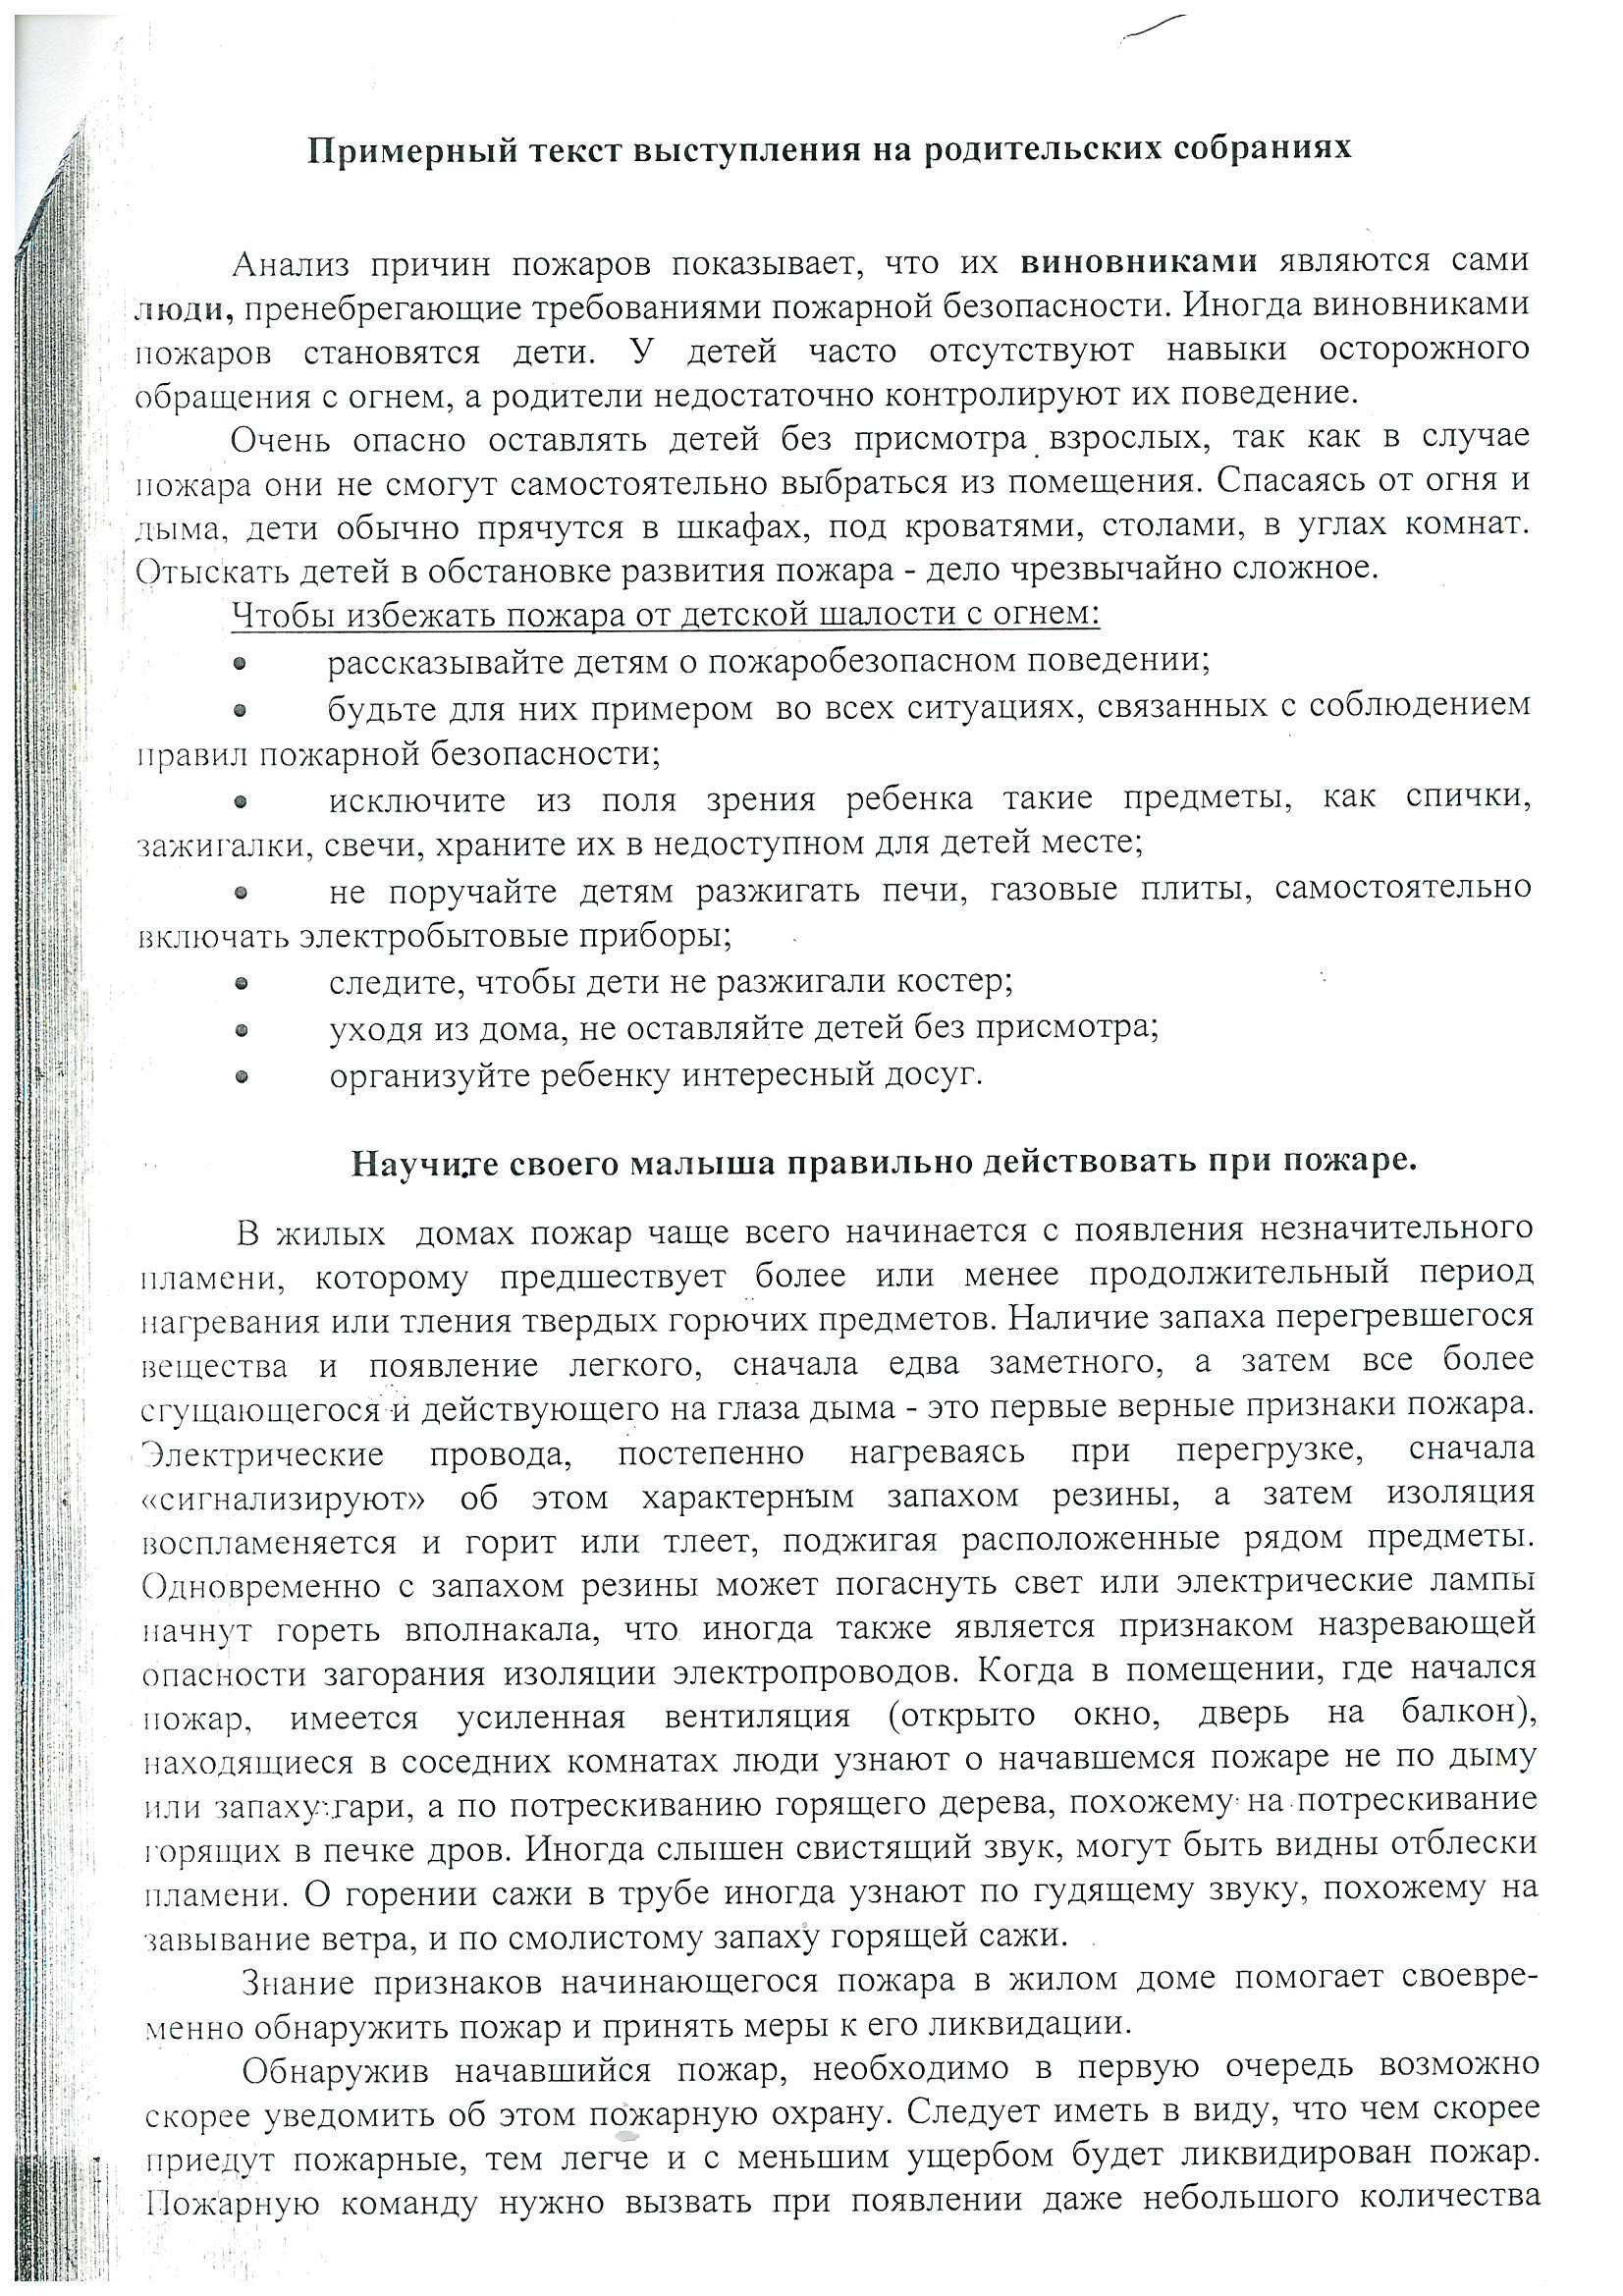 Примерный текст выступления на родительских собраниях
Анализ причин пожаров показывает, что их виновниками являются сами
люди, пренебрегающие требованиями пожарной безопасности. Иногда виновниками
пожаров становятся дети. У детей часто отсутствуют навыки осторожного
обращения с огнем, а родители недостаточно контролируют их поведение.
Очень опасно оставлять детей без присмотра взрослых, так как в случае
пожара они не смогут самостоятельно выбраться из помещения. Спасаясь от огня и
дыма, дети обычно прячутся в шкафах, под кроватями, столами, в углах комнат.
Отыскать детей в обстановке развития пожара - дело чрезвычайно сложное.
Чтобы избежать пожара от детской шалости с огнем:
• рассказывайте детям о пожаробезопасном поведении;
• будьте для них примером во всех ситуациях, связанных с соблюдением
правил пожарной безопасности;
• исключите из поля зрения ребенка такие предметы, как спички,
зажигалки, свечи, храните их в недоступном для детей месте;
• не поручайте детям разжигать печи, газовые плиты, самостоятельно
включать электробытовые приборы;
• следите, чтобы дети не разжигали костер;
• уходя из дома, не оставляйте детей без присмотра;
• организуйте ребенку интересный досуг.
Научите своего малыша правильно действовать при пожаре.
В жилых домах пожар чаще всего начинается с появления незначительного
пламени, которому предшествует более или менее продолжительный период
нагревания или тления твердых горючих предметов. Наличие запаха перегревшегося
вещества и появление легкого, сначала едва заметного, а затем все более
сгущающегося и действующего на глаза дыма - это первые верные признаки пожара.
Электрические провода, постепенно нагреваясь при перегрузке, сначала
«сигнализируют» об этом характерным запахом резины, а затем изоляция
воспламеняется и горит или тлеет, поджигая расположенные рядом предметы.
Одновременно с запахом резины может погаснуть свет или электрические лампы
начнут гореть вполнакала, что иногда также является признаком назревающей
опасности загорания изоляции электропроводов. Когда в помещении, где начался
пожар, имеется усиленная вентиляция (открыто окно, дверь на балкон),
находящиеся в соседних комнатах люди узнают о начавшемся пожаре не по дыму
или запаху гари, а по потрескиванию горящего дерева, похожему на потрескивание
горящих в печке дров. Иногда слышен свистящий звук, могут быть видны отблески
пламени. О горении сажи в трубе иногда узнают по гудящему звуку, похожему на
завывание ветра, и по смолистому запаху горящей сажи.
Знание признаков начинающегося пожара в жилом доме помогает своевре-
менно обнаружить пожар и принять меры к его ликвидации.
Обнаружив начавшийся пожар, необходимо в первую очередь возможно
скорее уведомить об этом пожарную охрану. Следует иметь в виду, что чем скорее
приедут пожарные, тем легче и с меньшим ущербом будет ликвидирован пожар.
Пожарную команду нужно вызвать при появлении даже небольшого количества